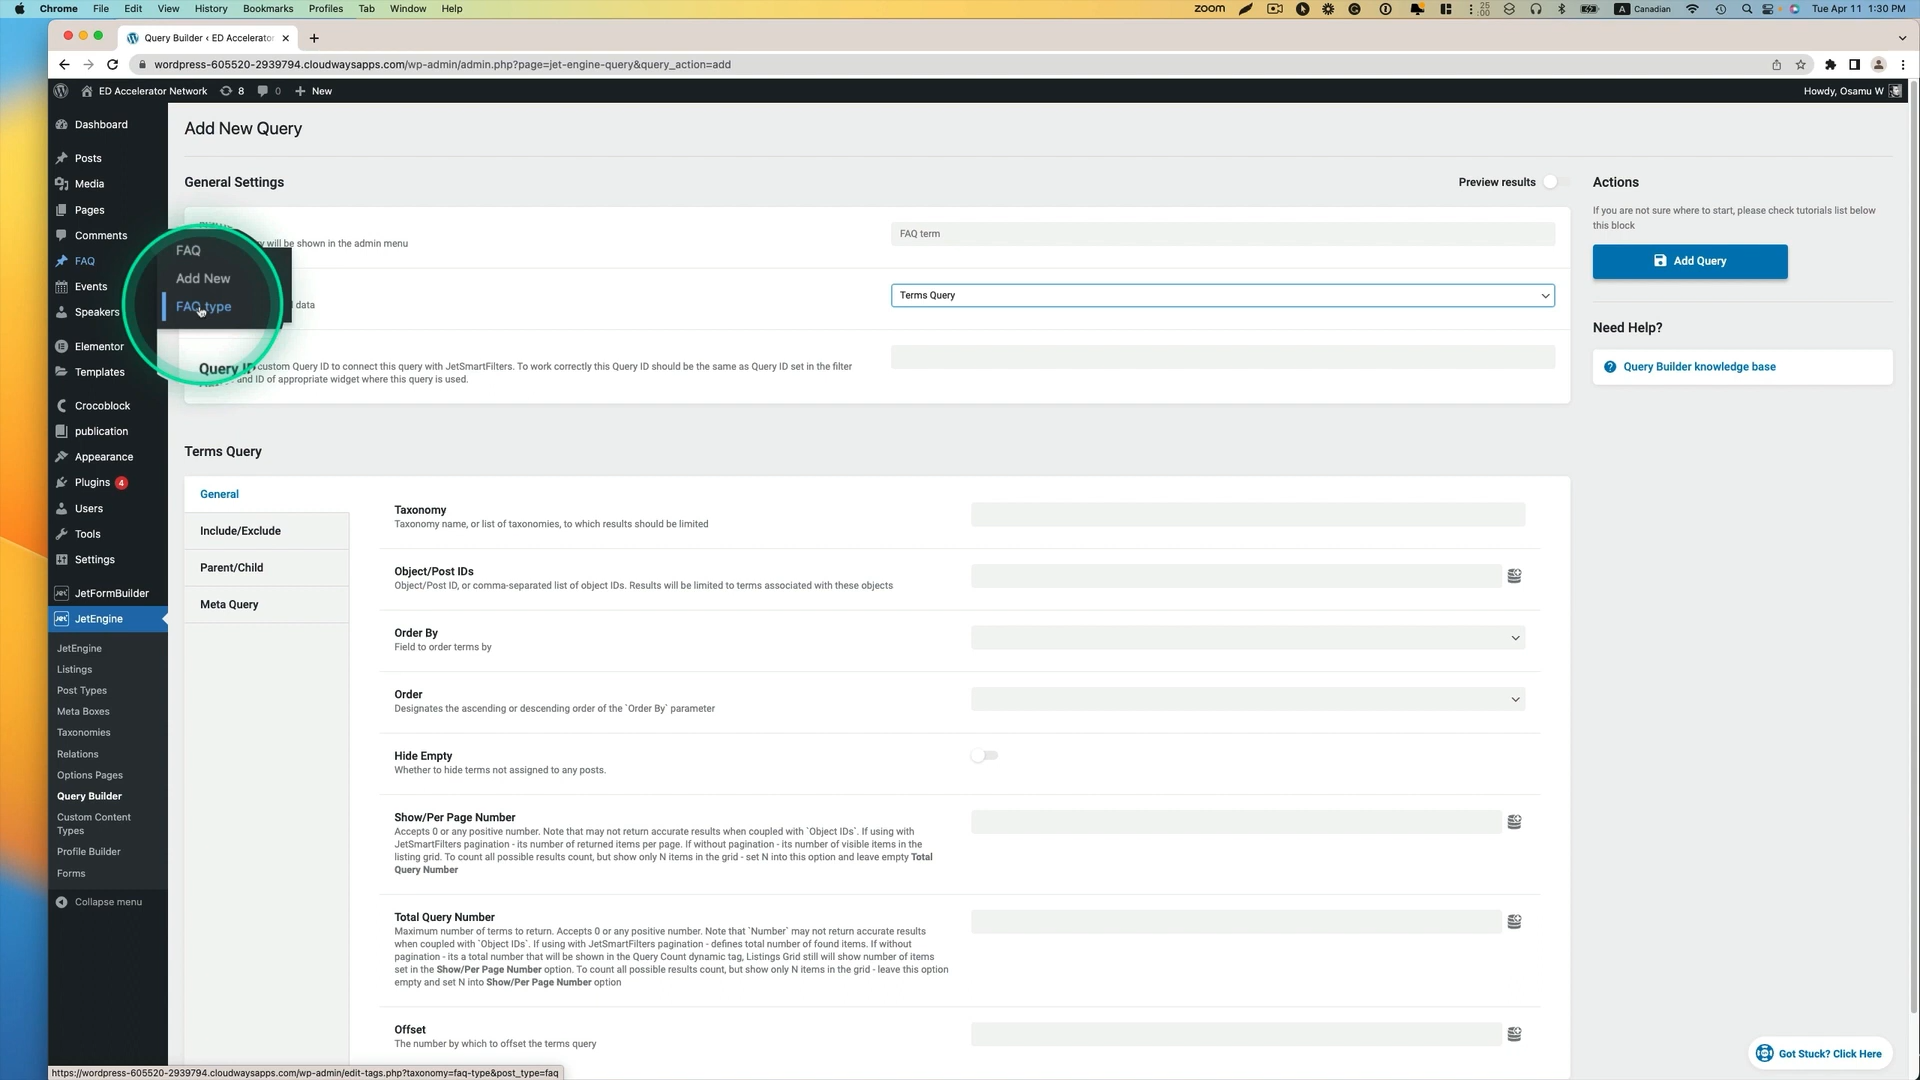 Chrome File Edit View History Bookmarks Profiles Tab Window Help zoom 25 :00 A Canadian Tue Apr 11 1:30 PM
Query Builder ‹ ED Accelerator
wordpress-605520-2939794.cloudwaysapps.com/wp-admin/admin.php?page=jet-engine-query&query_action=add
ED Accelerator Network 8 0 New Howdy, Osamu W
Dashboard
Posts
Media
Pages
Comments
FAQ
Events
Speakers
Elementor
Templates
Crocoblock
publication
Appearance
Plugins 4
Users
Tools
Settings
JetFormBuilder
JetEngine
JetEngine
Listings
Post Types
Meta Boxes
Taxonomies
Relations
Options Pages
Query Builder
Custom Content
Types
Profile Builder
Forms
Collapse menu
FAQ
Add New
FAQ type
Add New Query
General Settings
Preview results
will be shown in the admin menu
FAQ term
data
Terms Query
Query ID
custom Query ID to connect this query with JetSmartFilters. To work correctly this Query ID should be the same as Query ID set in the filter
and ID of appropriate widget where this query is used.
Terms Query
General
Include/Exclude
Parent/Child
Meta Query
Taxonomy
Taxonomy name, or list of taxonomies, to which results should be limited
Object/Post IDs
Object/Post ID, or comma-separated list of object IDs. Results will be limited to terms associated with these objects
Order By
Field to order terms by
Order
Designates the ascending or descending order of the `Order By` parameter
Hide Empty
Whether to hide terms not assigned to any posts.
Show/Per Page Number
Accepts 0 or any positive number. Note that may not return accurate results when coupled with `Object IDs`. If using with
JetSmartFilters pagination - its number of returned items per page. If without pagination - its number of visible items in the
listing grid. To count all possible results count, but show only N items in the grid - set N into this option and leave empty Total
Query Number
Total Query Number
Maximum number of terms to return. Accepts 0 or any positive number. Note that `Number` may not return accurate results
when coupled with `Object IDs`. If using with JetSmartFilters pagination - defines total number of found items. If without
pagination - its a total number that will be shown in the Query Count dynamic tag, Listings Grid still will show number of items
set in the Show/Per Page Number option. To count all possible results count, but show only N items in the grid - leave this option
empty and set N into Show/Per Page Number option
Offset
The number by which to offset the terms query
Actions
If you are not sure where to start, please check tutorials list below
this block
Add Query
Need Help?
Query Builder knowledge base
Got Stuck? Click Here
https://wordpress-605520-2939794.cloudwaysapps.com/wp-admin/edit-tags.php?taxonomy=faq-type&post_type=faq